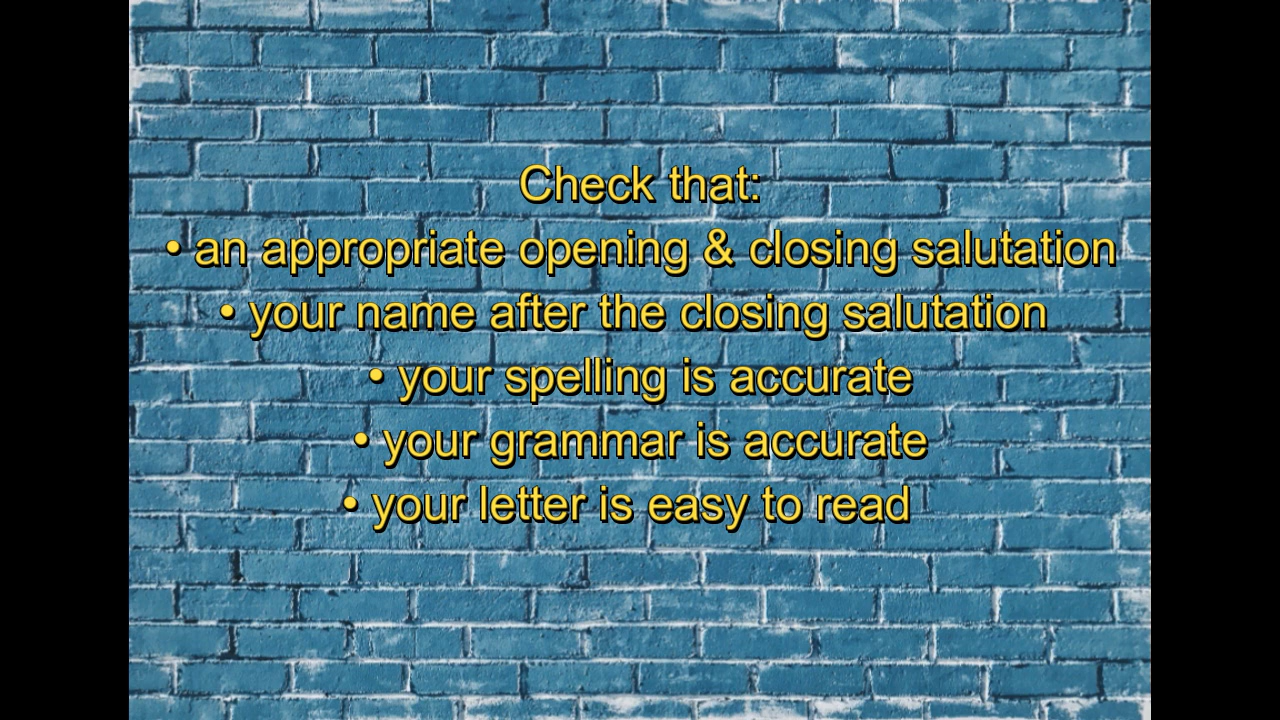 Check that:
• an appropriate opening & closing salutation
• your name after the closing salutation
• your spelling is accurate
• your grammar is accurate
• your letter is easy to read